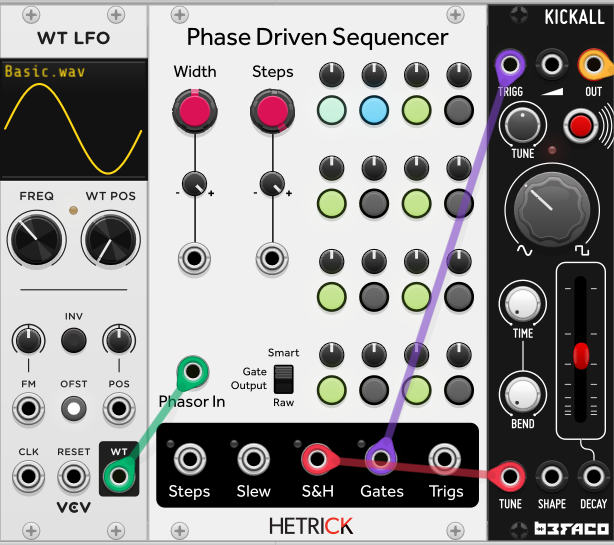 WT LFO
Basic.wav
FREQ
WT POS
INV
FM
OFST
POS
CLK
RESET
WT
VCV
Phase Driven Sequencer
Width
Steps
- +
- +
Phasor In
Smart
Gate
Output
Raw
Steps
Slew
S&H
Gates
Trigs
HETRICK
KICKALL
TRIGG
OUT
TUNE
TIME
BEND
TUNE
SHAPE
DECAY
BEFACO